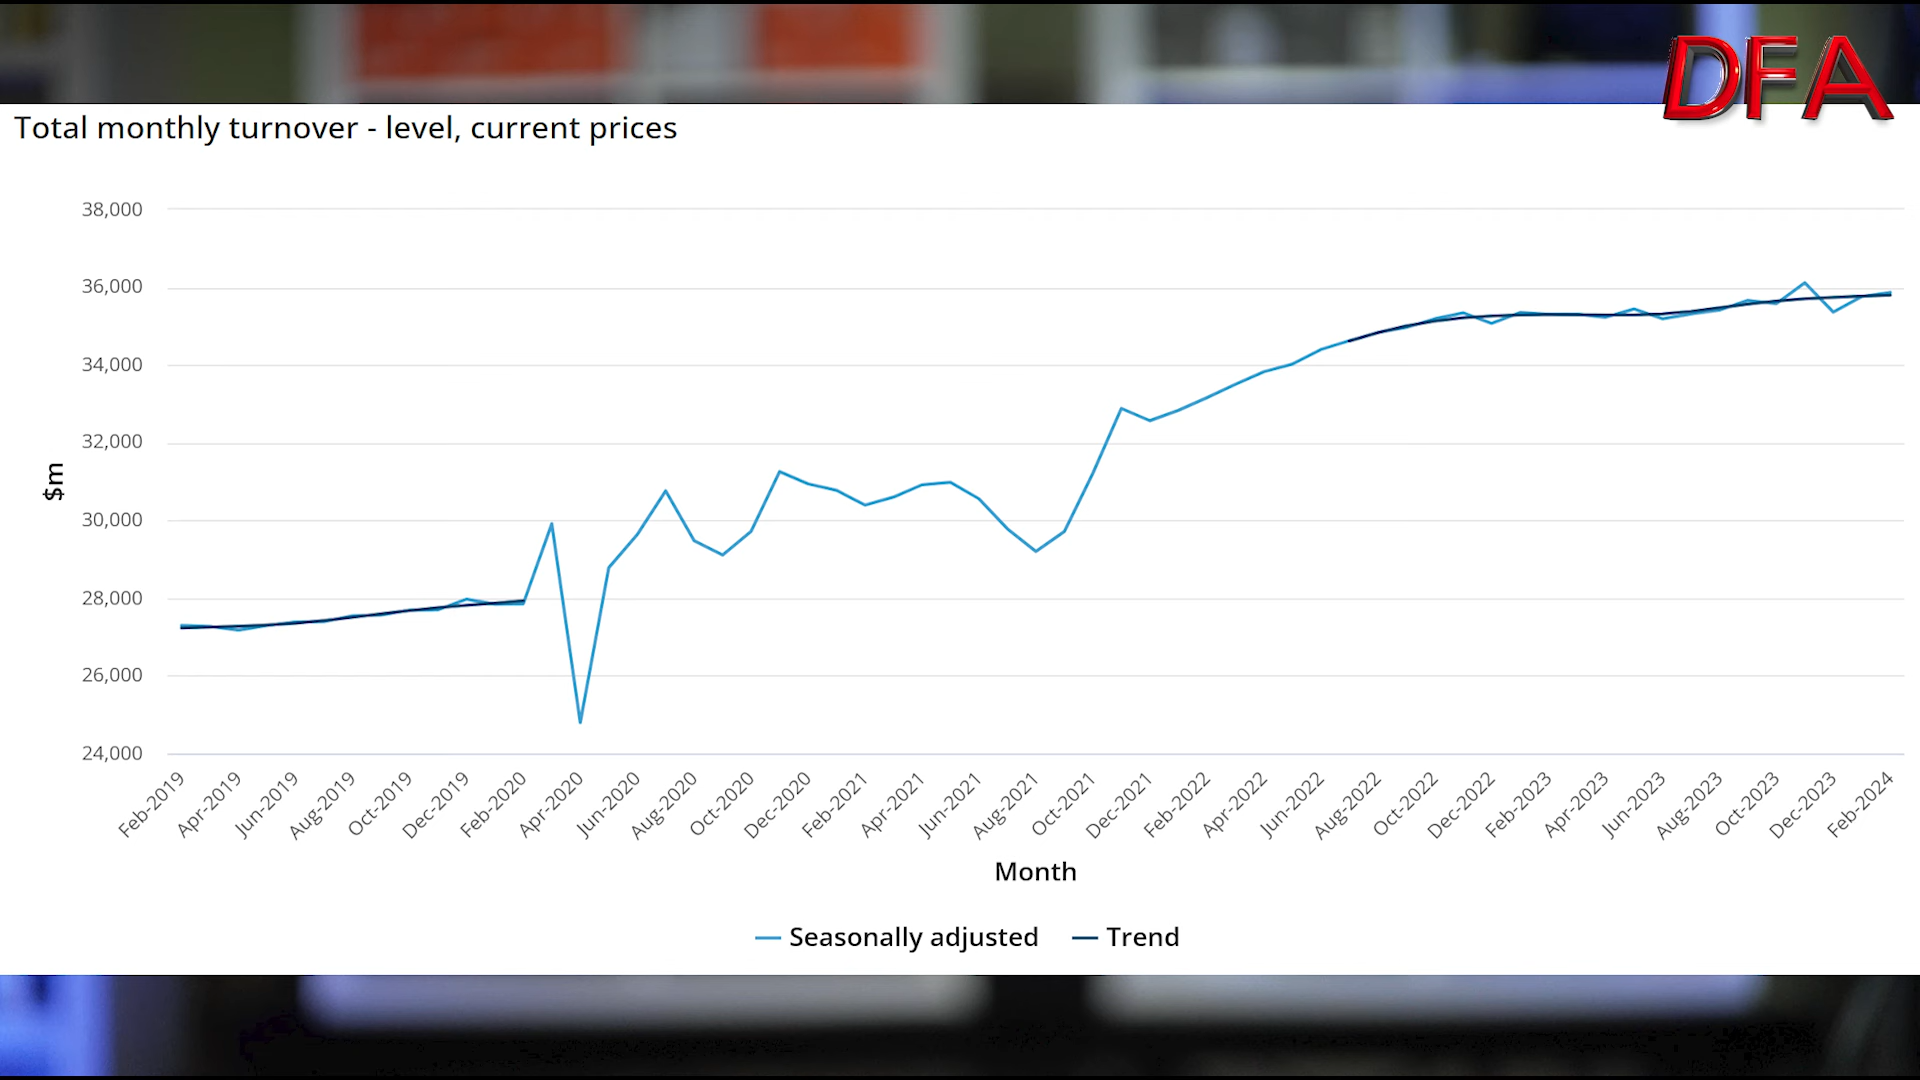 DFA
Total monthly turnover - level, current prices
38,000
36,000
34,000
32,000
30,000
28,000
26,000
24,000
$m
Feb-2019
Apr-2019
Jun-2019
Aug-2019
Oct-2019
Dec-2019
Feb-2020
Apr-2020
Jun-2020
Aug-2020
Oct-2020
Dec-2020
Feb-2021
Apr-2021
Jun-2021
Aug-2021
Oct-2021
Dec-2021
Feb-2022
Apr-2022
Jun-2022
Aug-2022
Oct-2022
Dec-2022
Feb-2023
Apr-2023
Jun-2023
Aug-2023
Oct-2023
Dec-2023
Feb-2024
Month
Seasonally adjusted
Trend